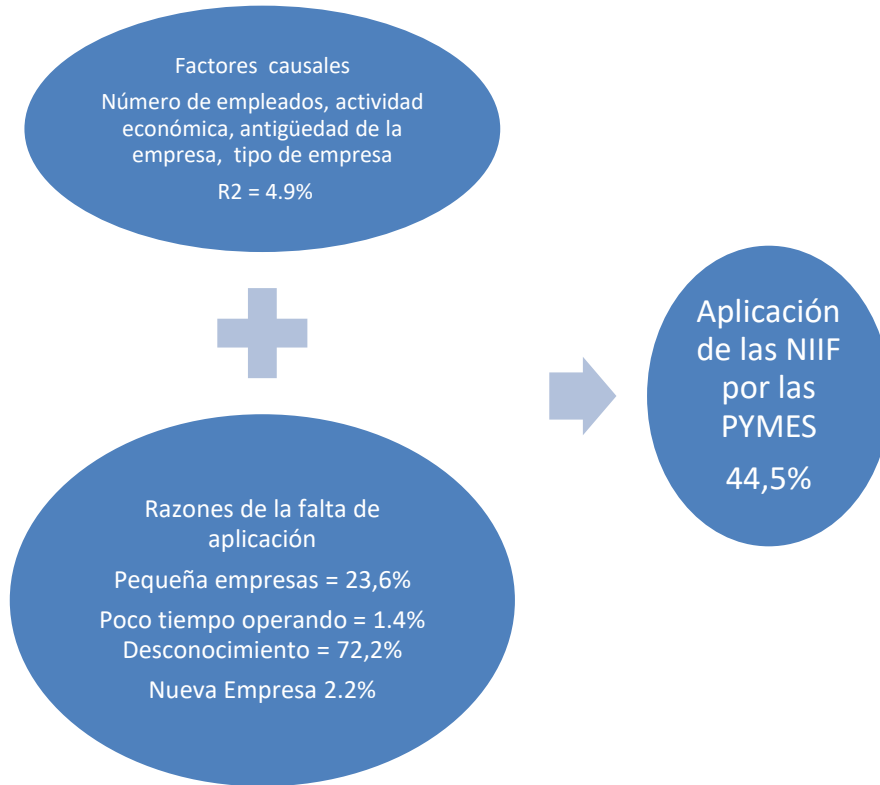 Factores causales
Número de empleados, actividad
económica, antigüedad de la
empresa, tipo de empresa
R2 = 4.9%
Razones de la falta de
aplicación
Pequeña empresas = 23,6%
Poco tiempo operando = 1.4%
Desconocimiento = 72,2%
Nueva Empresa 2.2%
Aplicación
de las NIIF
por las
PYMES
44,5%